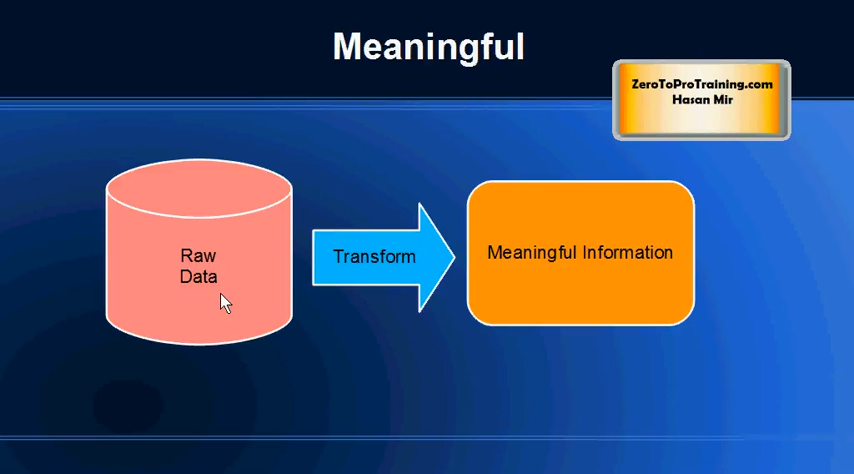 Meaningful
ZeroToProTraining.com
Hasan Mir
Raw
Data
Transform
Meaningful Information